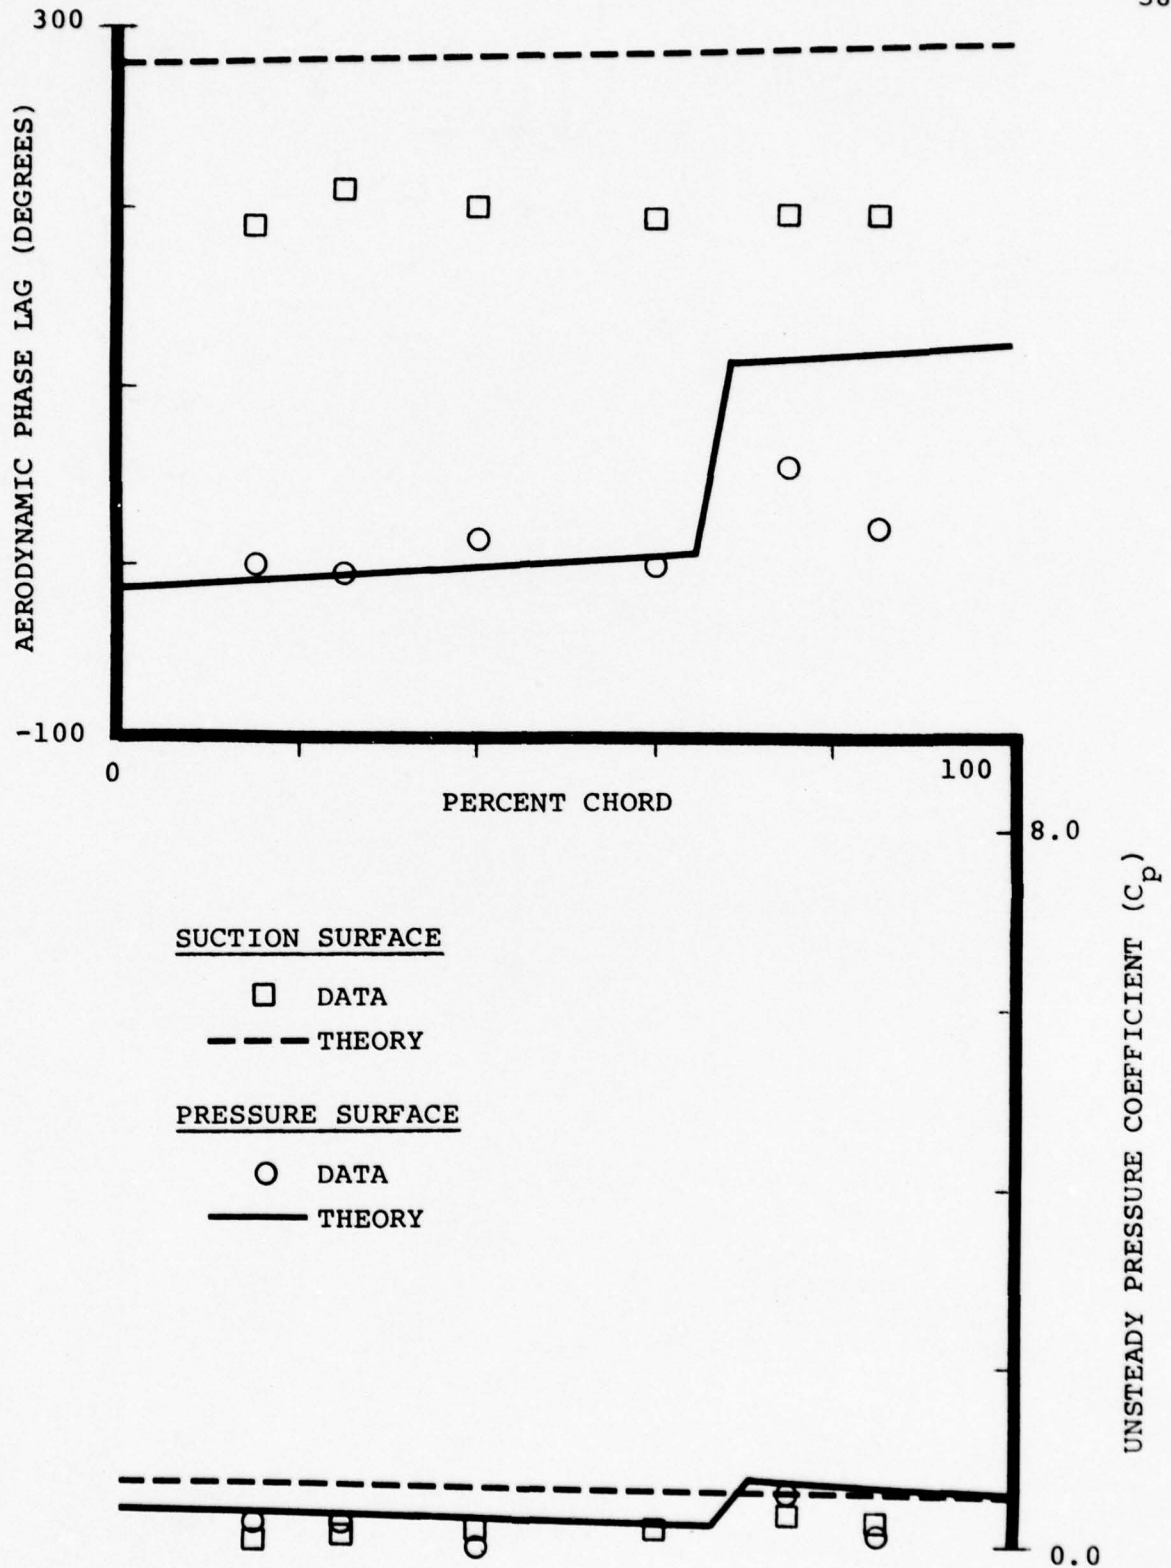 300
AERODYNAMIC PHASE LAG (DEGREES)
-100
0
100
PERCENT CHORD
8.0
UNSTEADY PRESSURE COEFFICIENT (Cp)
SUCTION SURFACE
DATA
THEORY
PRESSURE SURFACE
DATA
THEORY
0.0